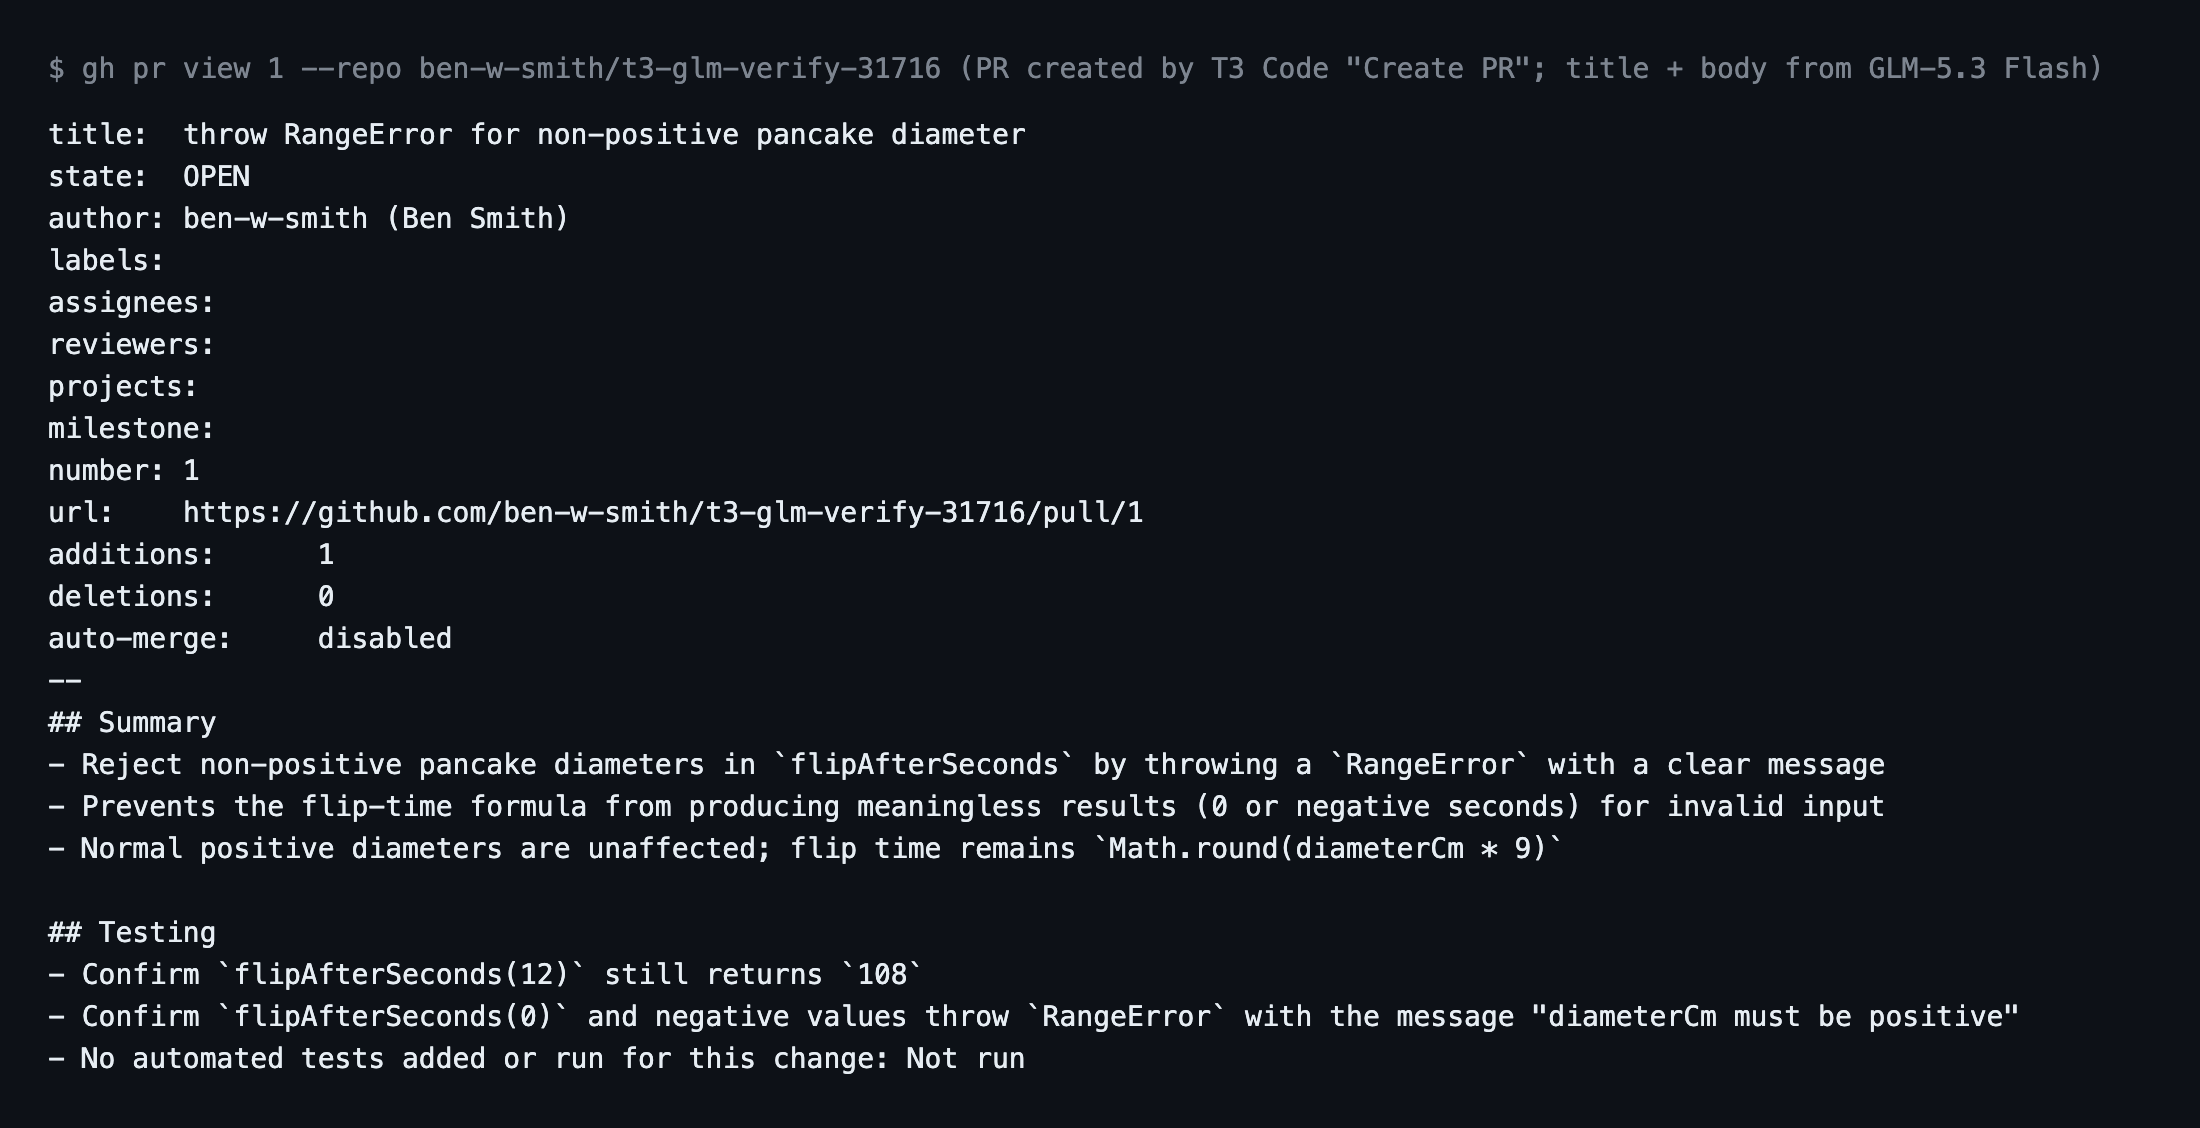 $ gh pr view 1 --repo ben-w-smith/t3-glm-verify-31716 (PR created by T3 Code "Create PR"; title + body from GLM-5.3 Flash)
title:  throw RangeError for non-positive pancake diameter
state:  OPEN
author: ben-w-smith (Ben Smith)
labels:
assignees:
reviewers:
projects:
milestone:
number: 1
url:    https://github.com/ben-w-smith/t3-glm-verify-31716/pull/1
additions:      1
deletions:      0
auto-merge:     disabled
--
## Summary
- Reject non-positive pancake diameters in `flipAfterSeconds` by throwing a `RangeError` with a clear message
- Prevents the flip-time formula from producing meaningless results (0 or negative seconds) for invalid input
- Normal positive diameters are unaffected; flip time remains `Math.round(diameterCm * 9)`

## Testing
- Confirm `flipAfterSeconds(12)` still returns `108`
- Confirm `flipAfterSeconds(0)` and negative values throw `RangeError` with the message "diameterCm must be positive"
- No automated tests added or run for this change: Not run